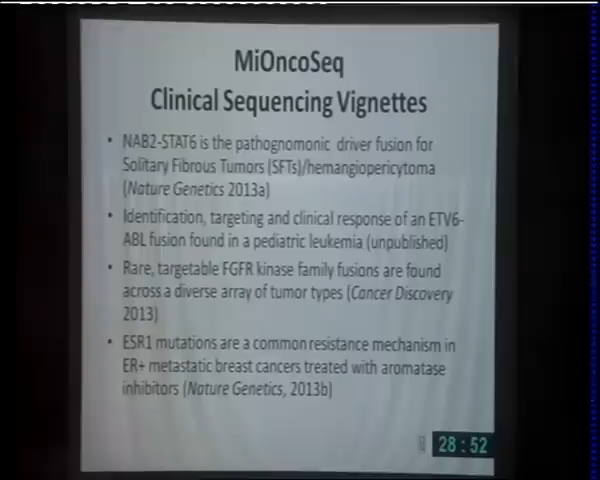 MiOncoSeq
Clinical Sequencing Vignettes
• NAB2-STAT6 is the pathognomonic driver fusion for
Solitary Fibrous Tumors (SFTs)/hemangiopericytoma
(Nature Genetics 2013a)
• Identification, targeting and clinical response of an ETV6-
ABL fusion found in a pediatric leukemia (unpublished)
• Rare, targetable FGFR kinase family fusions are found
across a diverse array of tumor types (Cancer Discovery
2013)
• ESR1 mutations are a common resistance mechanism in
ER+ metastatic breast cancers treated with aromatase
inhibitors (Nature Genetics, 2013b)
28:52